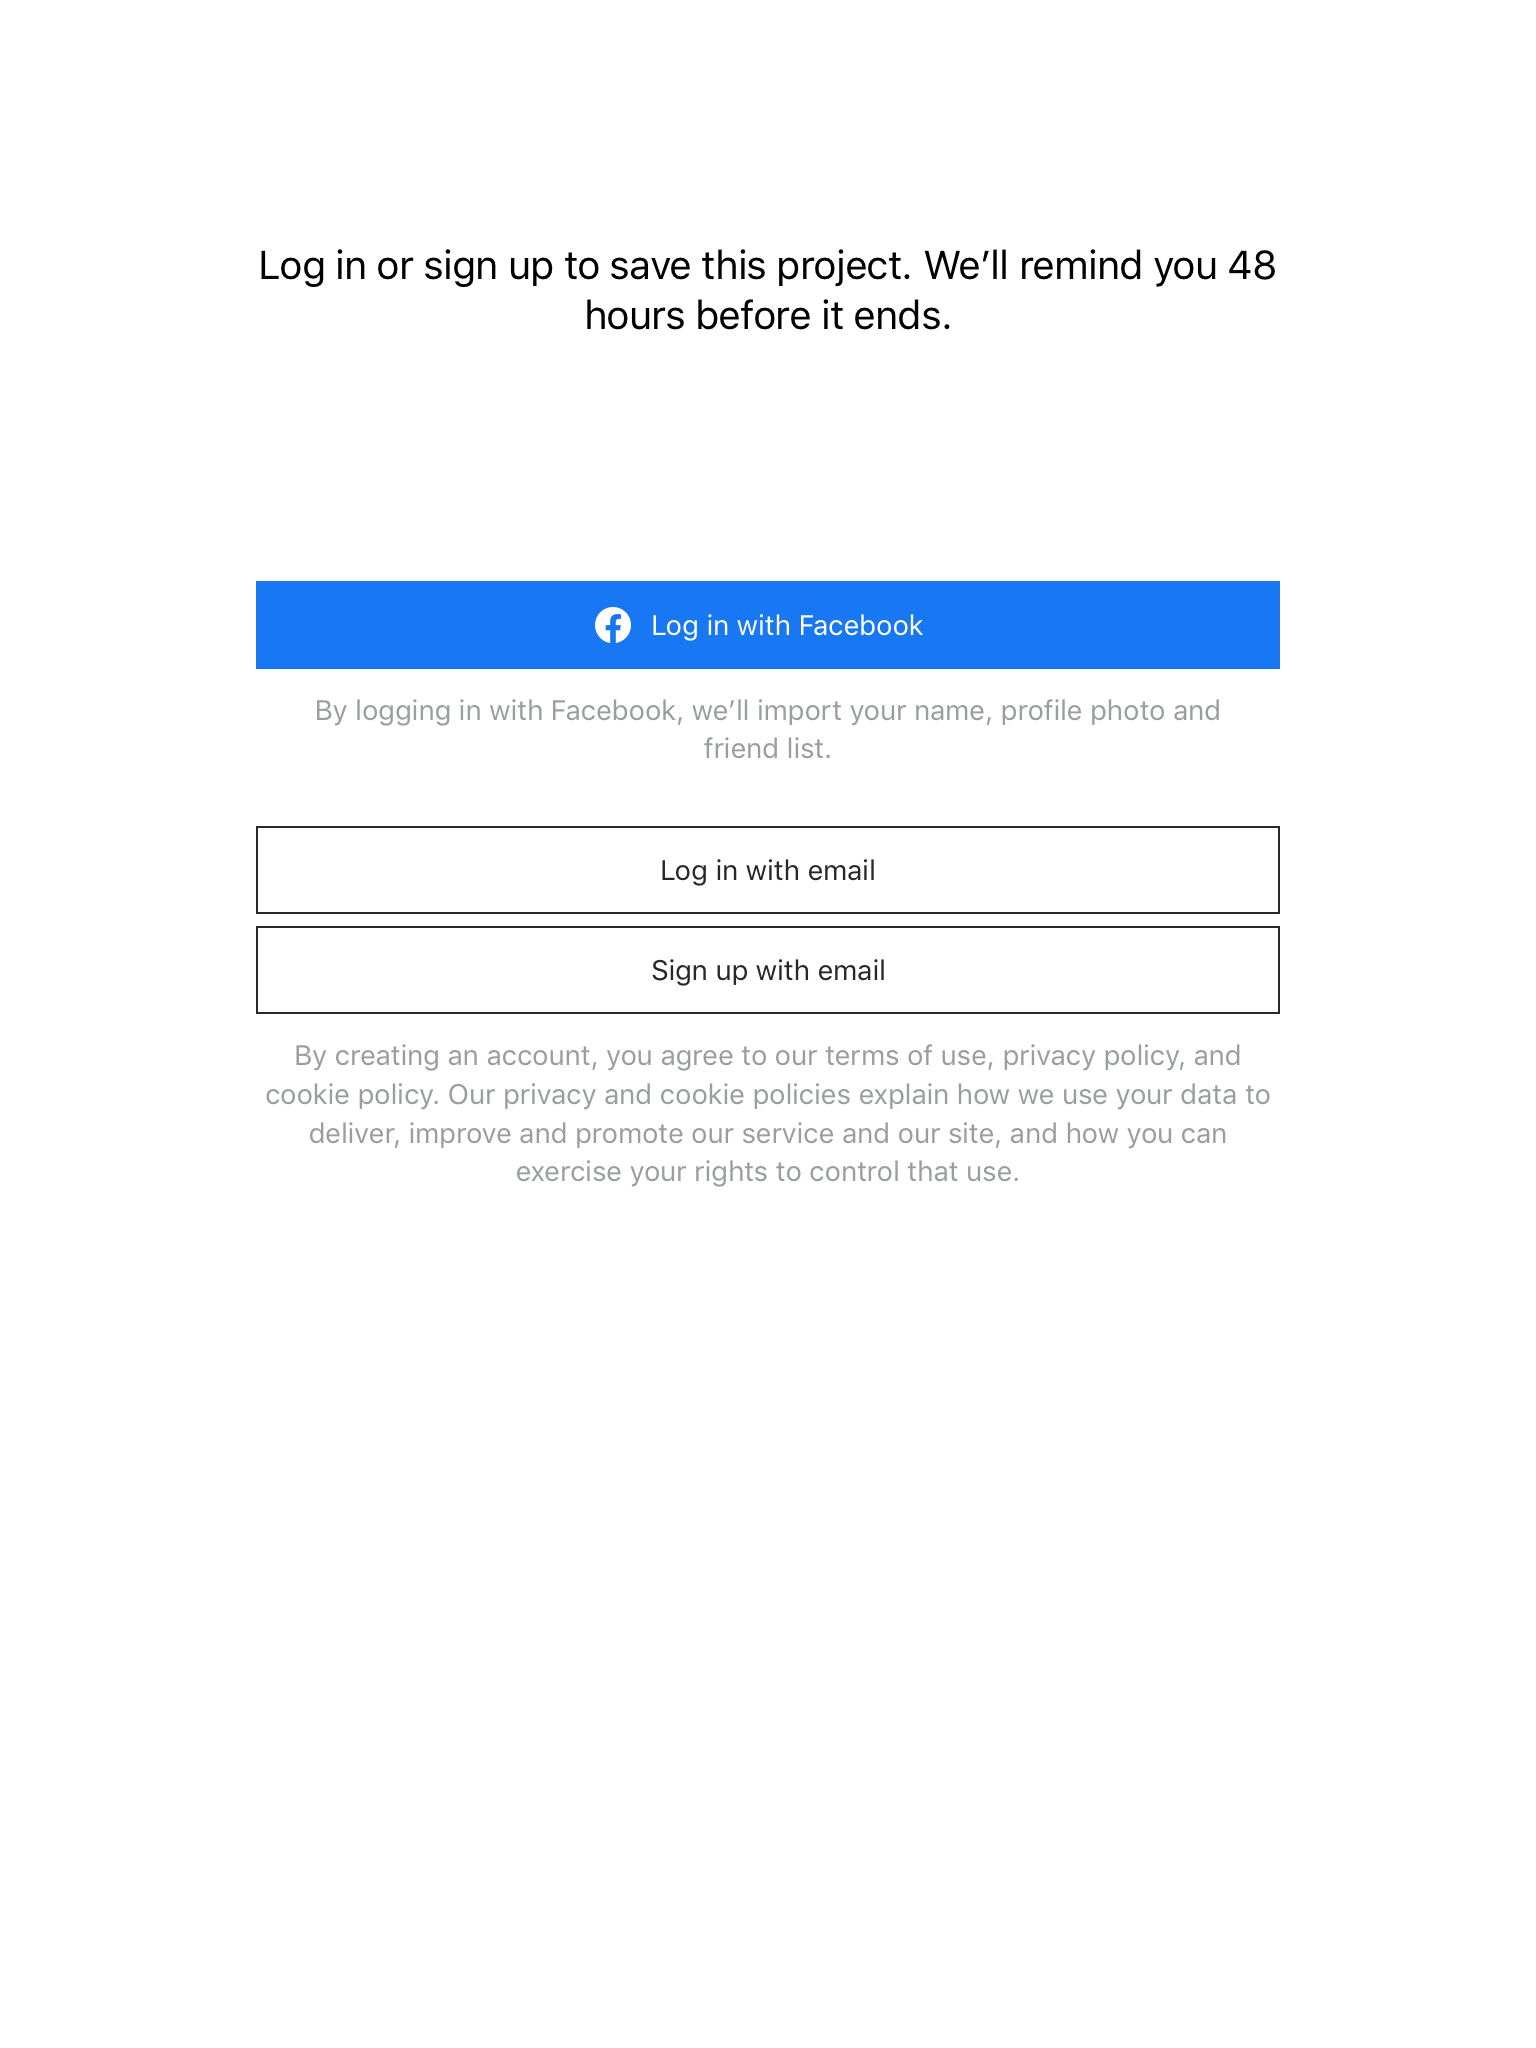 Log in or sign up to save this project. We’ll remind you 48
hours before it ends.
Log in with Facebook
By logging in with Facebook, we’ll import your name, profile photo and
friend list.
Log in with email
Sign up with email
By creating an account, you agree to our terms of use, privacy policy, and
cookie policy. Our privacy and cookie policies explain how we use your data to
deliver, improve and promote our service and our site, and how you can
exercise your rights to control that use.